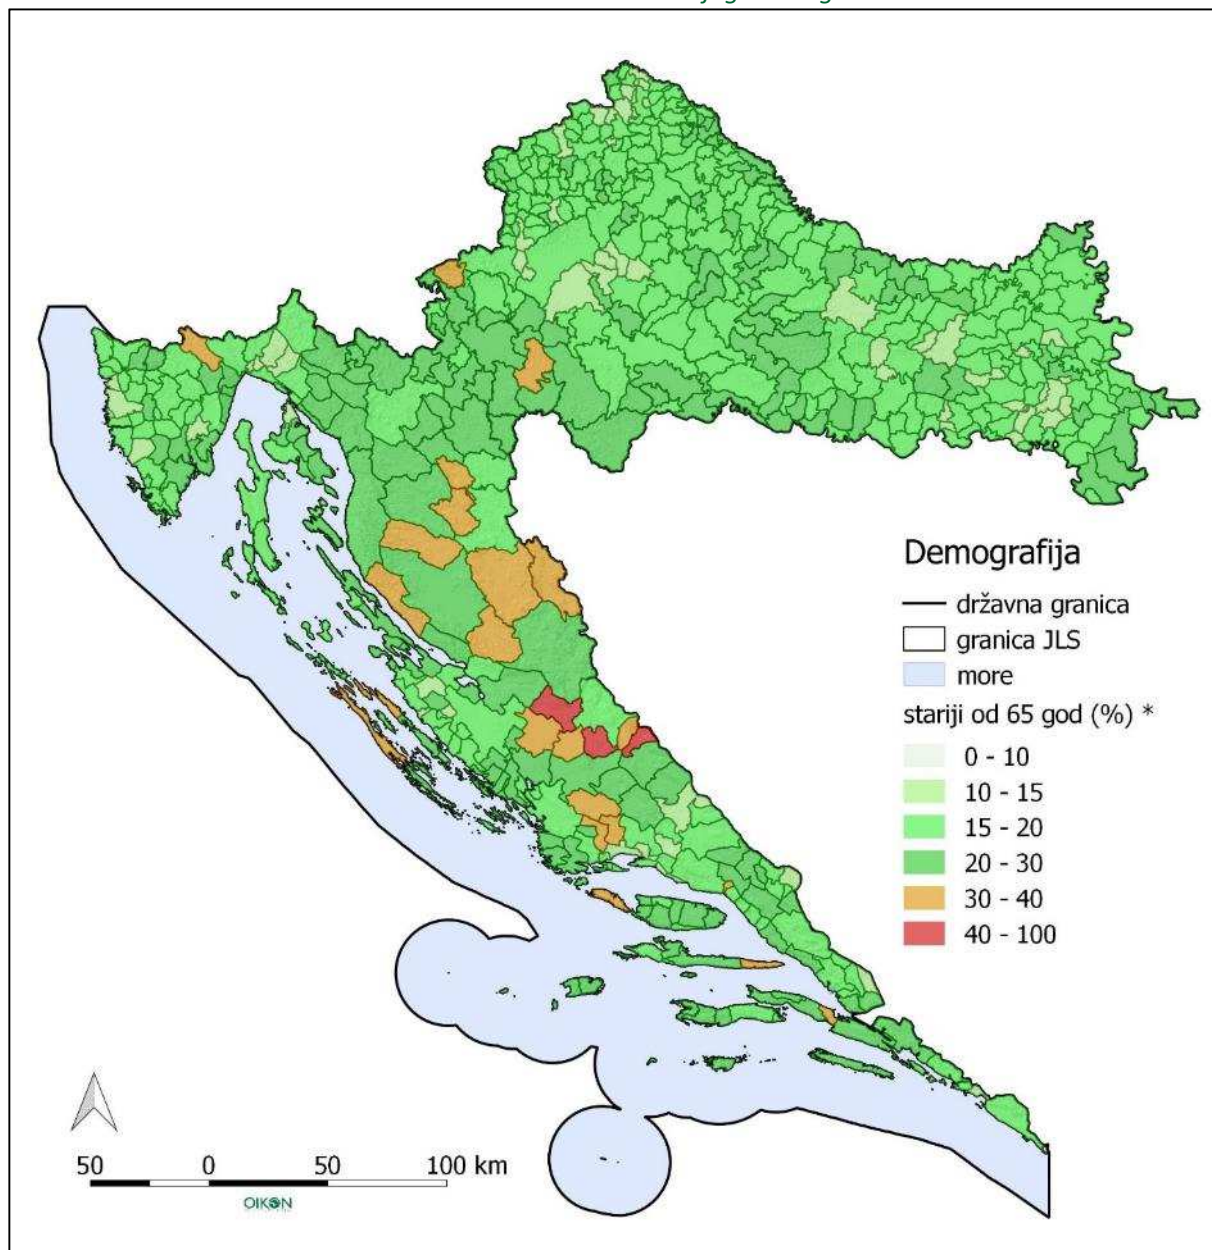 Demografija
državna granica
granica JLS
more
stariji od 65 god (%) *
0 - 10
10 - 15
15 - 20
20 - 30
30 - 40
40 - 100
50 0 50 100 km
OIKON